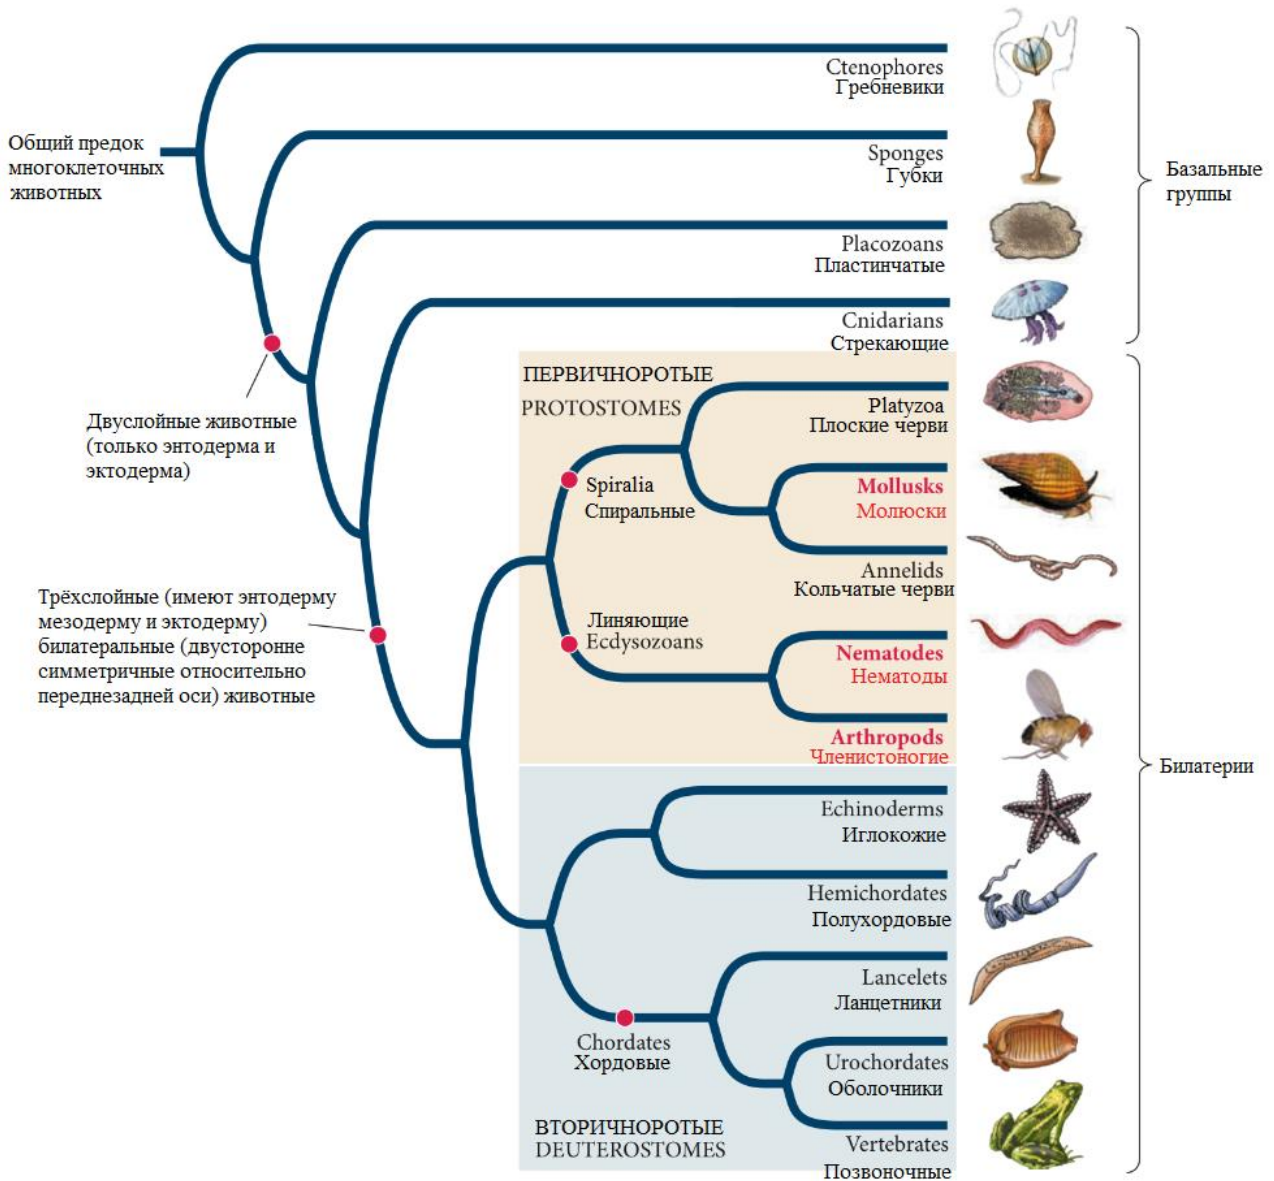 Ctenophores
Гребневики
Общий предок
многоклеточных
животных
Sponges
Губки
Базальные
группы
Placozoans
Пластинчатые
Cnidarians
Стрекающие
Двуслойные животные
(только энтодерма и
эктодерма)
ПЕРВИЧНОРОТЫЕ
PROTOSTOMES
Platyzoa
Плоские черви
Spiralia
Спиральные
Mollusks
Молюски
Annelids
Кольчатые черви
Трёхслойные (имеют энтодерму
мезодерму и эктодерму)
билатеральные (двусторонне
симметричные относительно
переднезадней оси) животные
Линяющие
Ecdysozoans
Nematodes
Нематоды
Arthropods
Членистоногие
Билатерии
Echinoderms
Иглокожие
Hemichordates
Полухордовые
Lancelets
Ланцетники
Chordates
Хордовые
Urochordates
Оболочники
ВТОРИЧНОРОТЫЕ
DEUTEROSTOMES
Vertebrates
Позвоночные